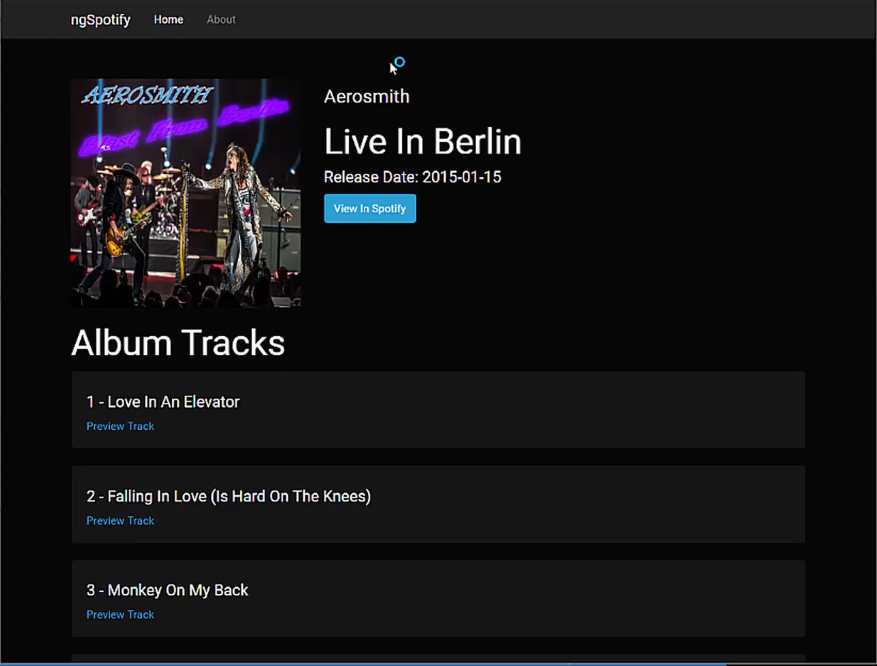 ngSpotify Home About
AEROSMITH
Blast From Berlin
Aerosmith
Live In Berlin
Release Date: 2015-01-15
View In Spotify
Album Tracks
1 - Love In An Elevator
Preview Track
2 - Falling In Love (Is Hard On The Knees)
Preview Track
3 - Monkey On My Back
Preview Track